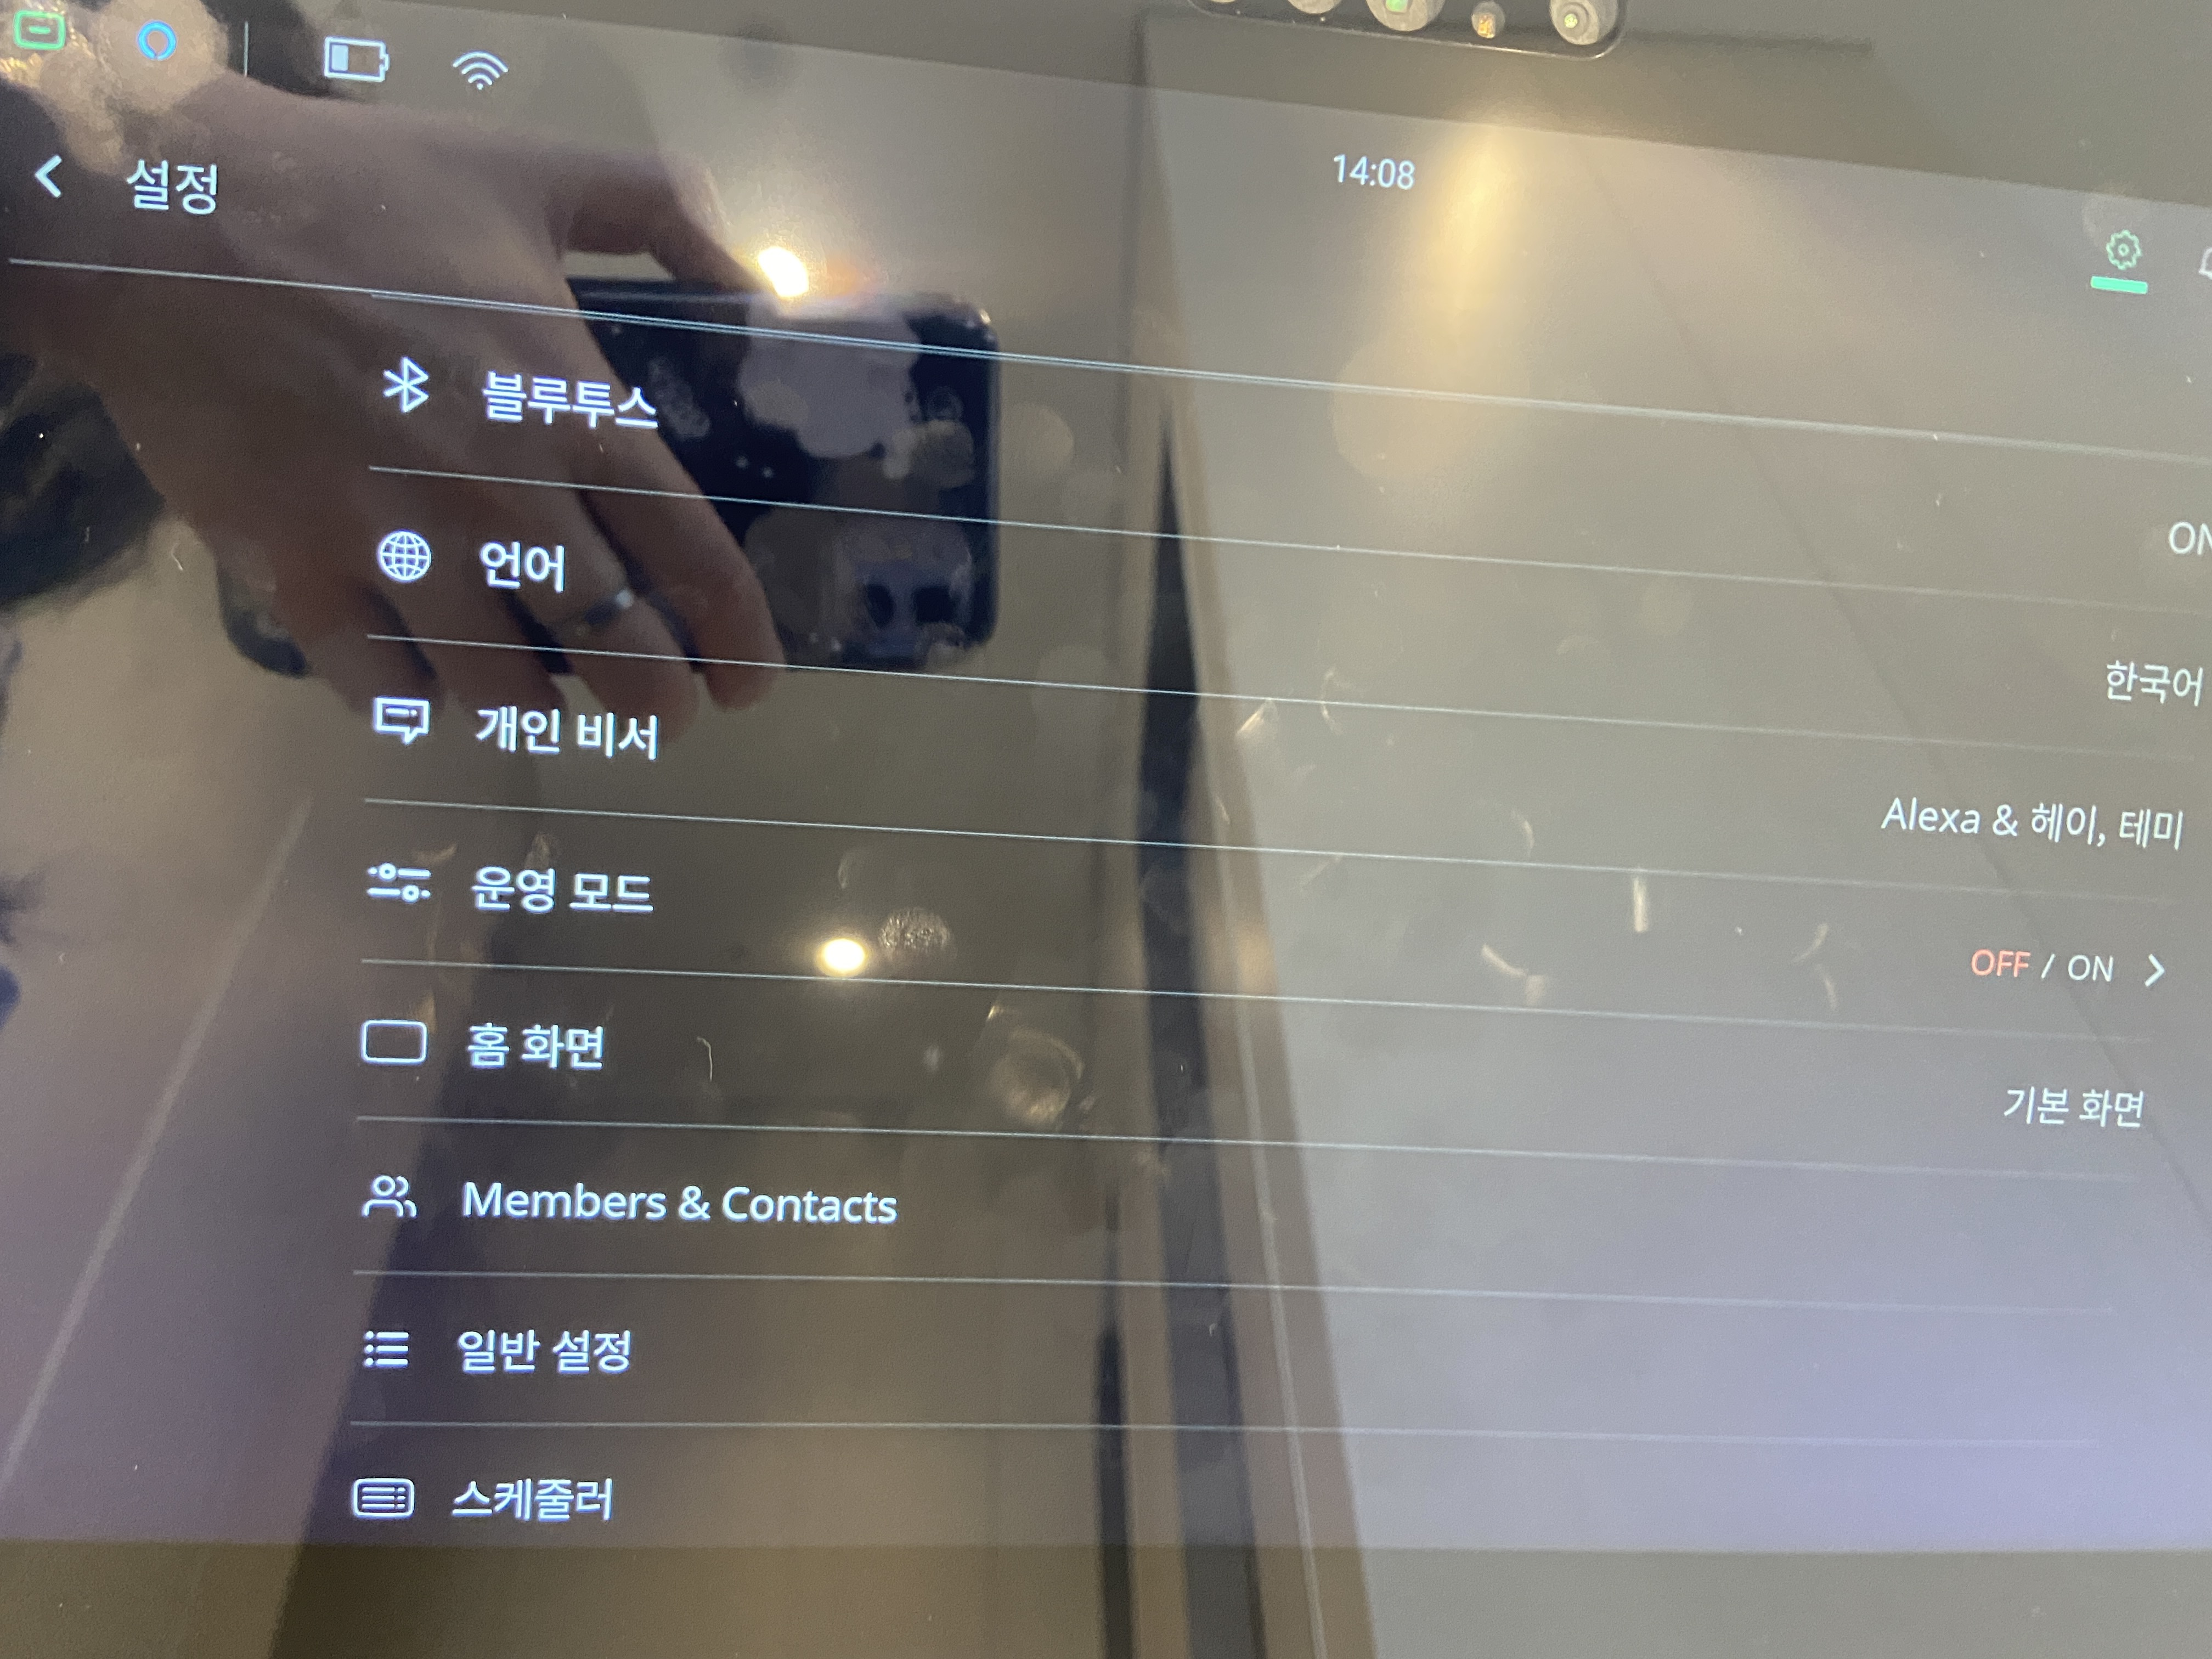 14:08
설정
블루투스
ON
언어
한국어
개인 비서
Alexa & 헤이, 테미
운영 모드
OFF / ON
홈 화면
기본 화면
Members & Contacts
일반 설정
스케줄러